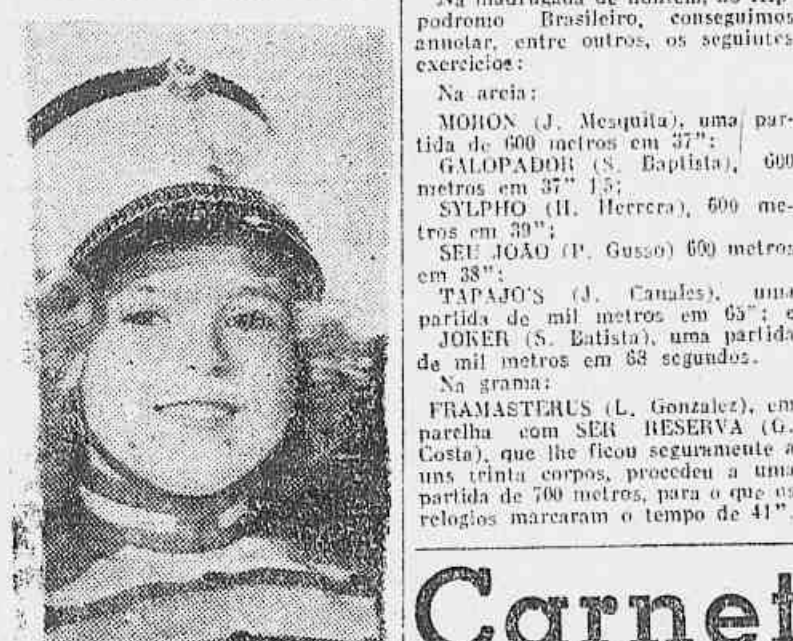 podromo Brasileiro, conseguimos
annotar, entre outros, os seguintes
exercicios:
Na areia:
MORON (J. Mesquita), uma par-
tida de 600 metros em 37";
GALOPADOR (S. Baptista), 600
metros em 37" 1,5;
SYLPHO (H. Herrera), 600 me-
tros em 39";
SEU JOÃO (P. Gusso) 600 metros
em 38";
TAPAJO'S (J. Canales), uma
partida de mil metros em 65"; e
JOKER (S. Batista), uma partida
de mil metros em 68 segundos.
Na grama:
FRAMASTERUS (L. Gonzalez), em
parelha com SER RESERVA (G.
Costa), que lhe ficou seguramente a
uns trinta corpos, procedeu a uma
partida de 700 metros, para o que os
relogios marcaram o tempo de 41".
Carnet